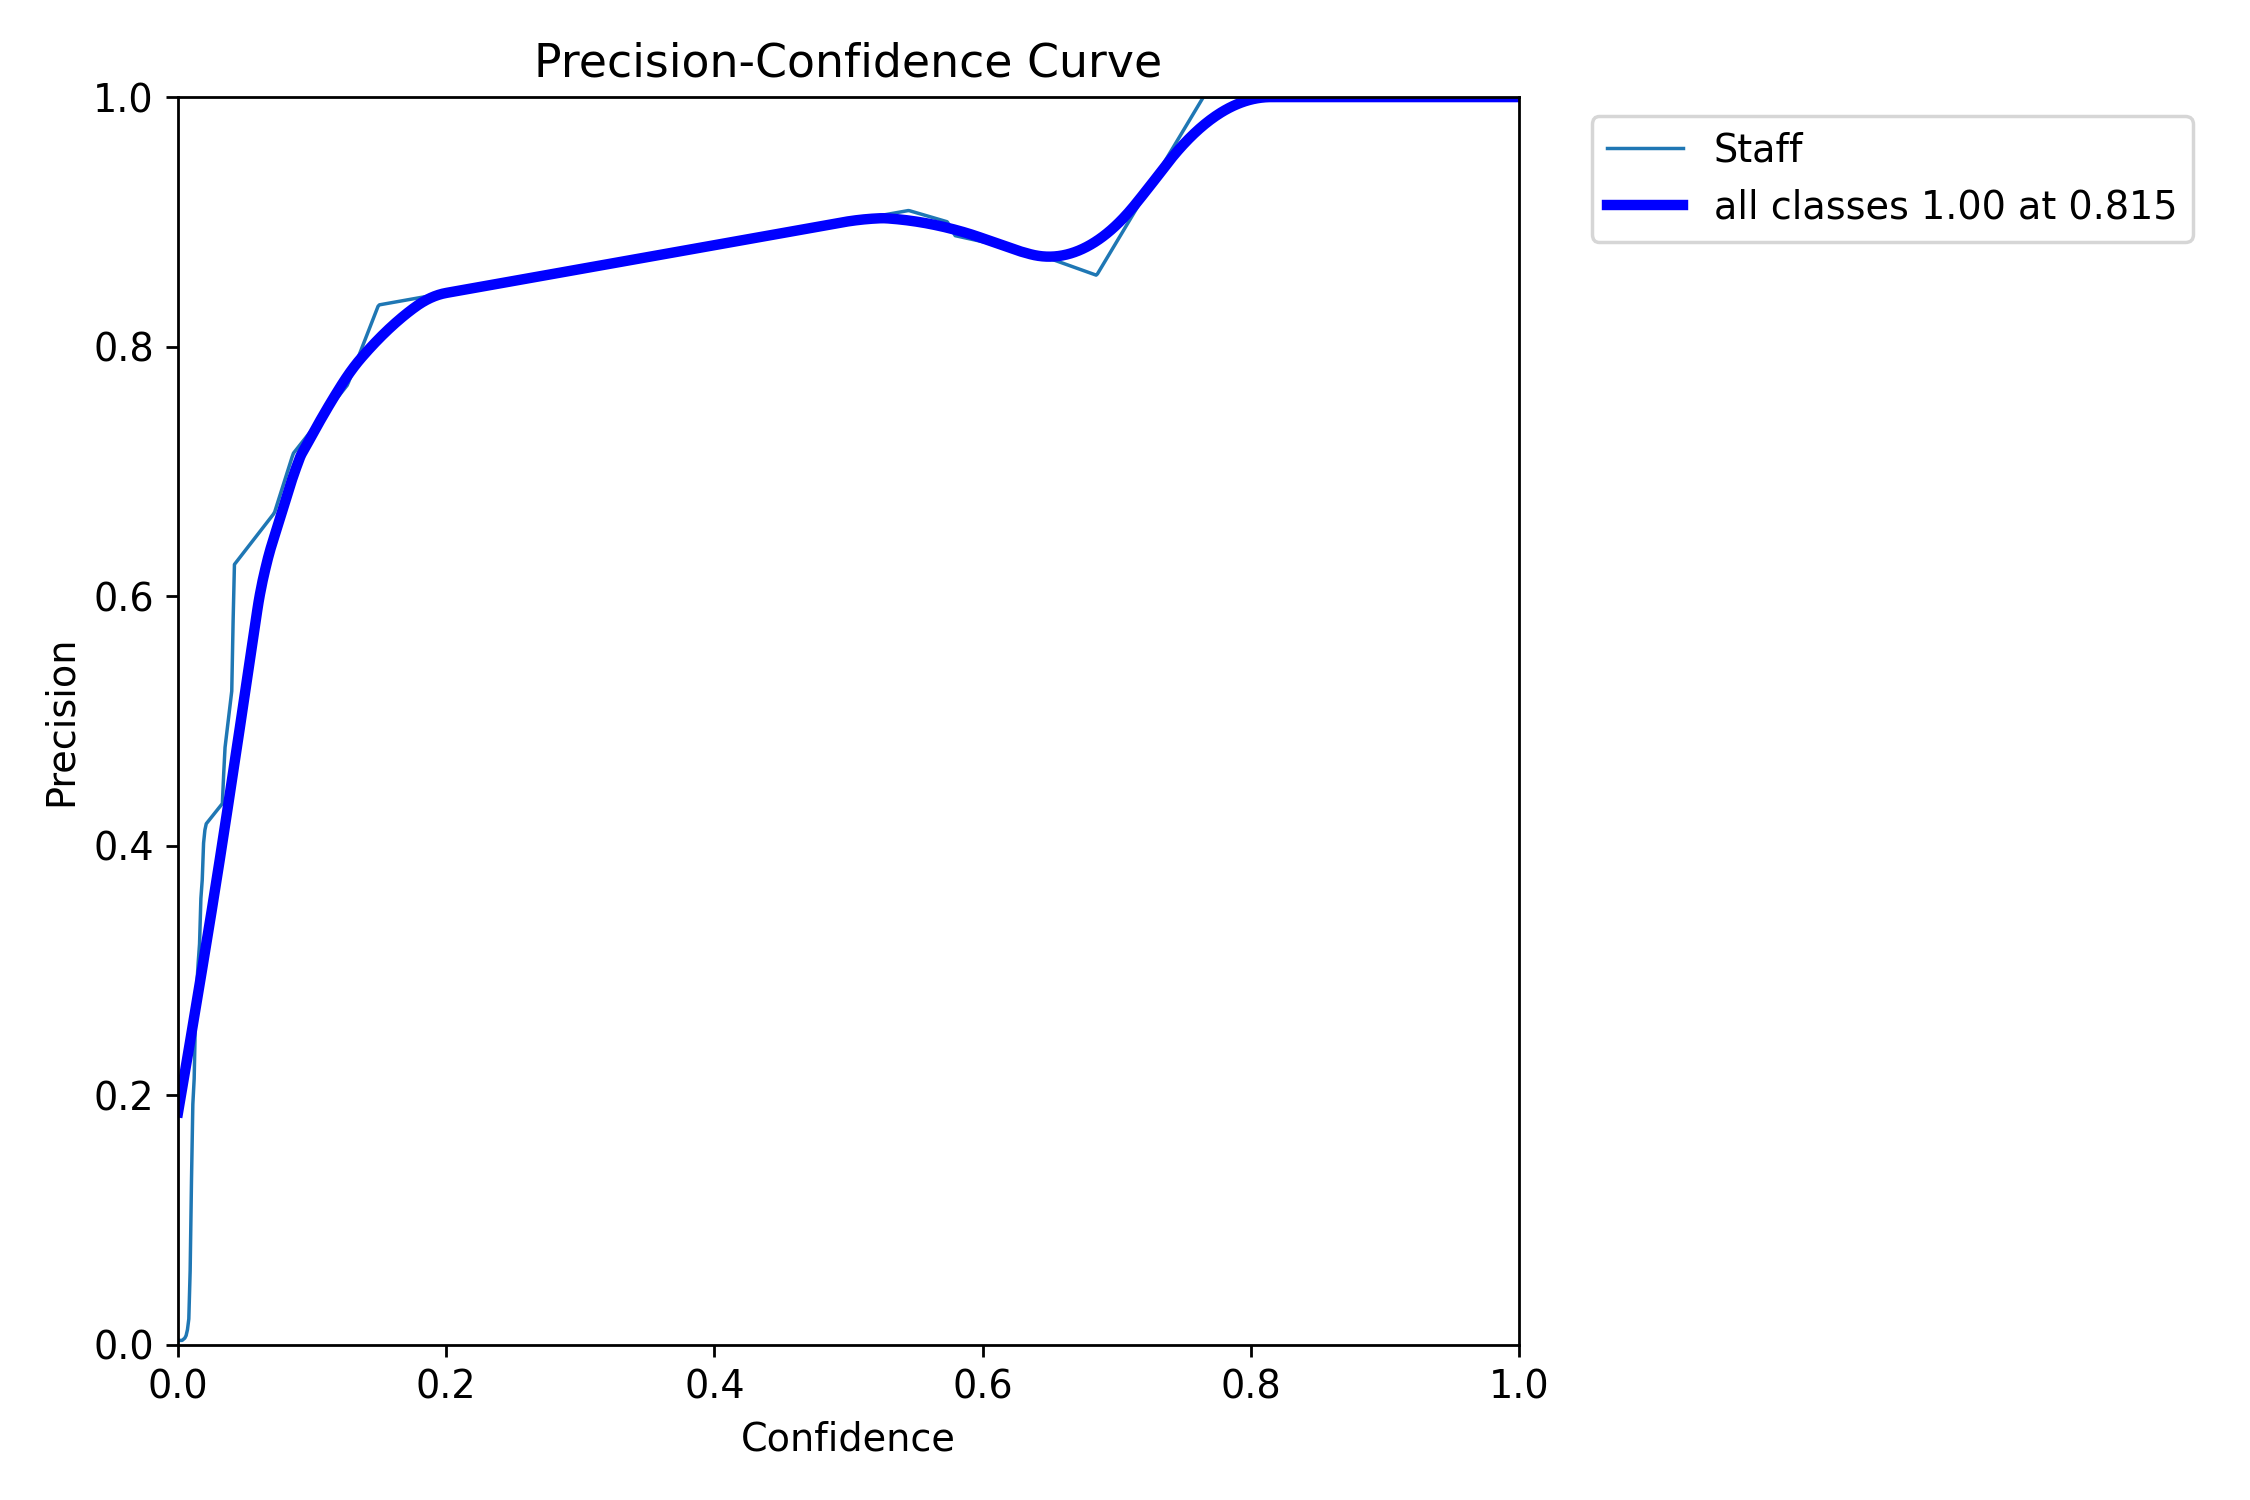 Precision-Confidence Curve
1.0
0.8
0.6
0.4
0.2
0.0
Precision
0.0 0.2 0.4 0.6 0.8 1.0
Confidence
Staff
all classes 1.00 at 0.815